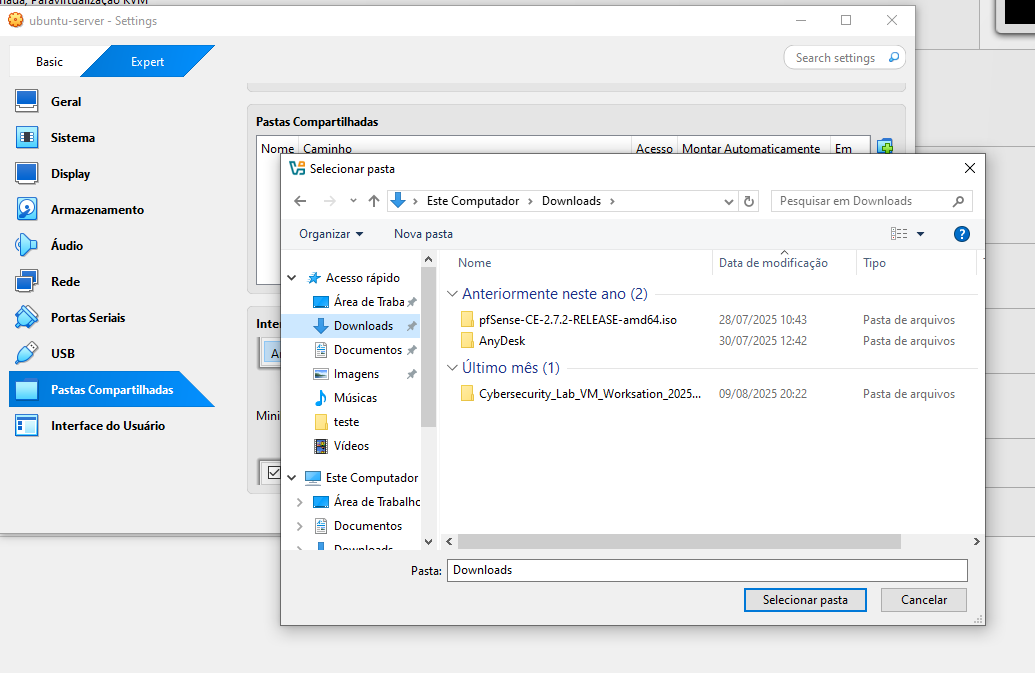 nada, Paravirtualização KVM
ubuntu-server - Settings
Basic
Expert
Search settings
Geral
Sistema
Display
Armazenamento
Áudio
Rede
Portas Seriais
USB
Pastas Compartilhadas
Interface do Usuário
Pastas Compartilhadas
Nome Caminho Acesso Montar Automaticamente Em
Mini
Selecionar pasta
Este Computador > Downloads >
Pesquisar em Downloads
Organizar
Nova pasta
?
Acesso rápido
Área de Traba
Downloads
Documentos
Imagens
Músicas
teste
Vídeos
Este Computador
Área de Trabalho
Documentos
Downloads
Nome Data de modificação Tipo
Anteriormente neste ano (2)
pfSense-CE-2.7.2-RELEASE-amd64.iso 28/07/2025 10:43 Pasta de arquivos
AnyDesk 30/07/2025 12:42 Pasta de arquivos
Último mês (1)
Cybersecurity_Lab_VM_Worksation_2025... 09/08/2025 20:22 Pasta de arquivos
Pasta: Downloads
Selecionar pasta
Cancelar